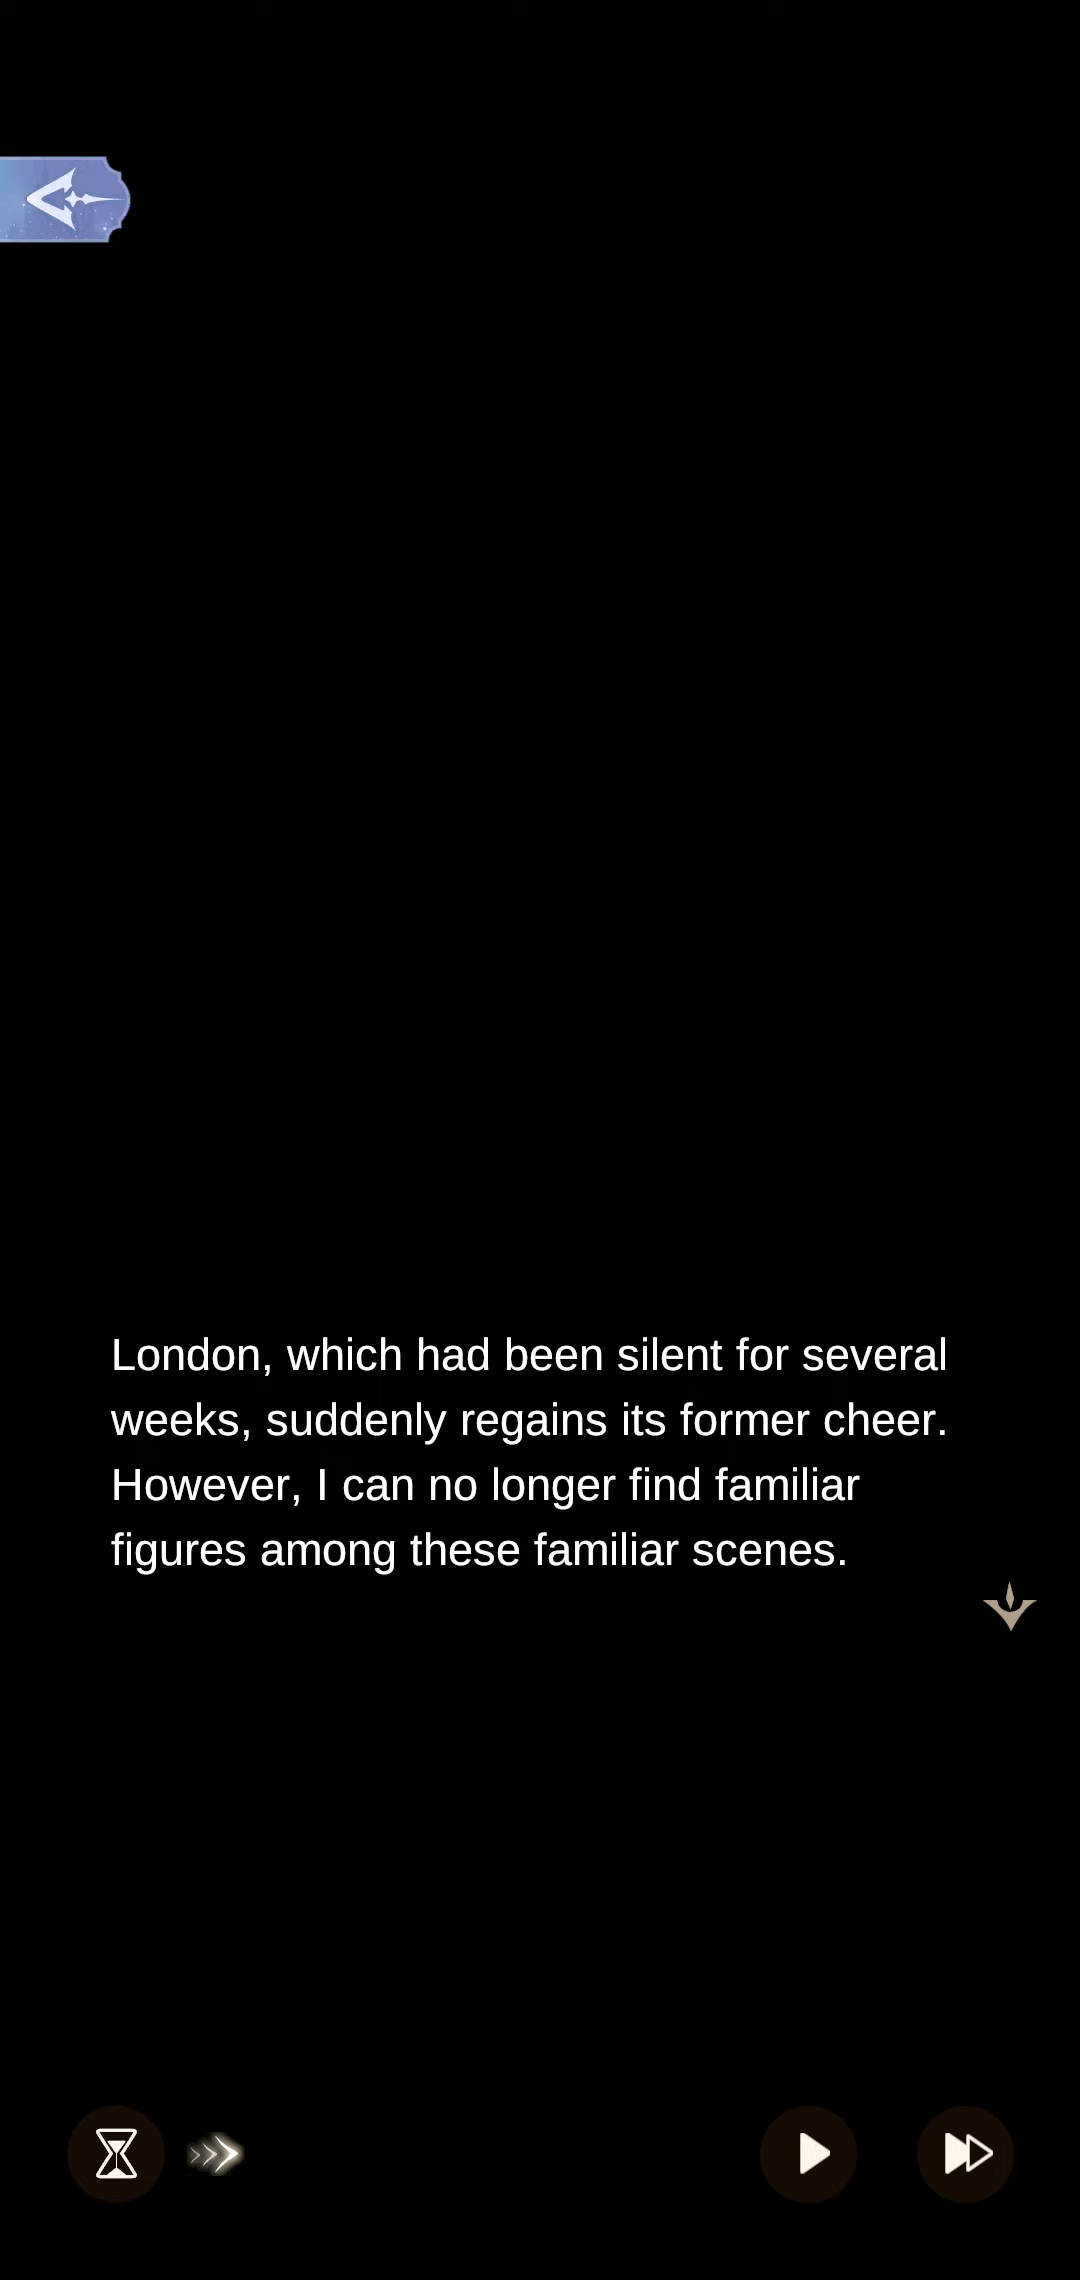 London, which had been silent for several
weeks, suddenly regains its former cheer.
However, I can no longer find familiar
figures among these familiar scenes.